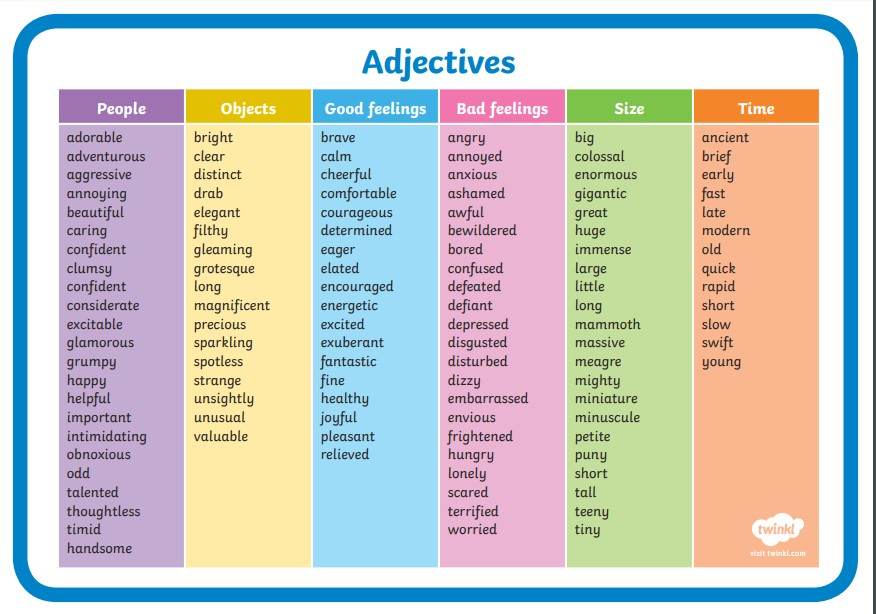 Adjectives
People
adorable
adventurous
aggressive
annoying
beautiful
caring
confident
clumsy
confident
considerate
excitable
glamorous
grumpy
happy
helpful
important
intimidating
obnoxious
odd
talented
thoughtless
timid
handsome
Objects
bright
clear
distinct
drab
elegant
filthy
gleaming
grotesque
long
magnificent
precious
sparkling
spotless
strange
unsightly
unusual
valuable
Good feelings
brave
calm
cheerful
comfortable
courageous
determined
eager
elated
encouraged
energetic
excited
exuberant
fantastic
fine
healthy
joyful
pleasant
relieved
Bad feelings
angry
annoyed
anxious
ashamed
awful
bewildered
bored
confused
defeated
defiant
depressed
disgusted
disturbed
dizzy
embarrassed
envious
frightened
hungry
lonely
scared
terrified
worried
Size
big
colossal
enormous
gigantic
great
huge
immense
large
little
long
mammoth
massive
meagre
mighty
miniature
minuscule
petite
puny
short
tall
teeny
tiny
Time
ancient
brief
early
fast
late
modern
old
quick
rapid
short
slow
swift
young
twinkl
visit twinkl.com